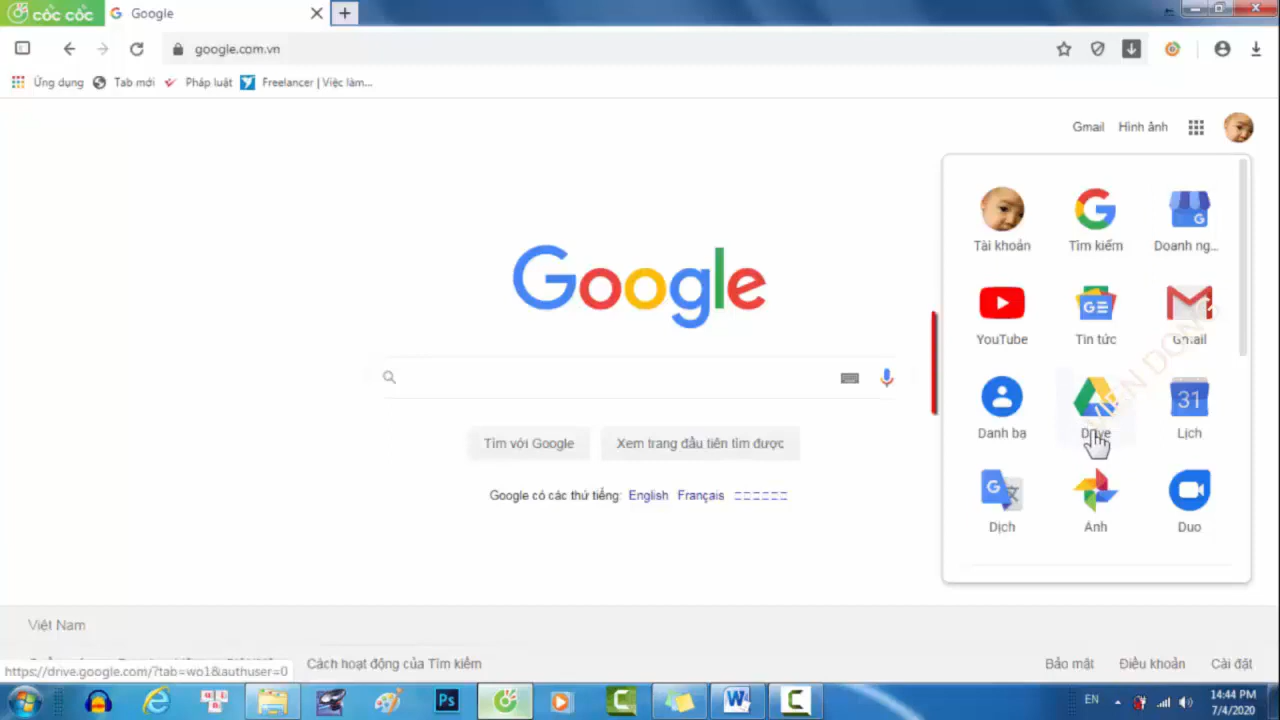 cốc cốc
Google
google.com.vn
Ứng dụng Tab mới Pháp luật Freelancer | Việc làm...
Gmail Hình ảnh
Tài khoản Tìm kiếm Doanh ng...
YouTube Tin tức Gmail
Danh bạ Drive Lịch
31
Dịch Ảnh Duo
Google
Tìm với Google Xem trang đầu tiên tìm được
Google có các thứ tiếng: English Français
Việt Nam
https://drive.google.com/?tab=wo1&authuser=0
Cách hoạt động của Tìm kiếm
Bảo mật Điều khoản Cài đặt
Ps
EN
14:44 PM
7/4/2020